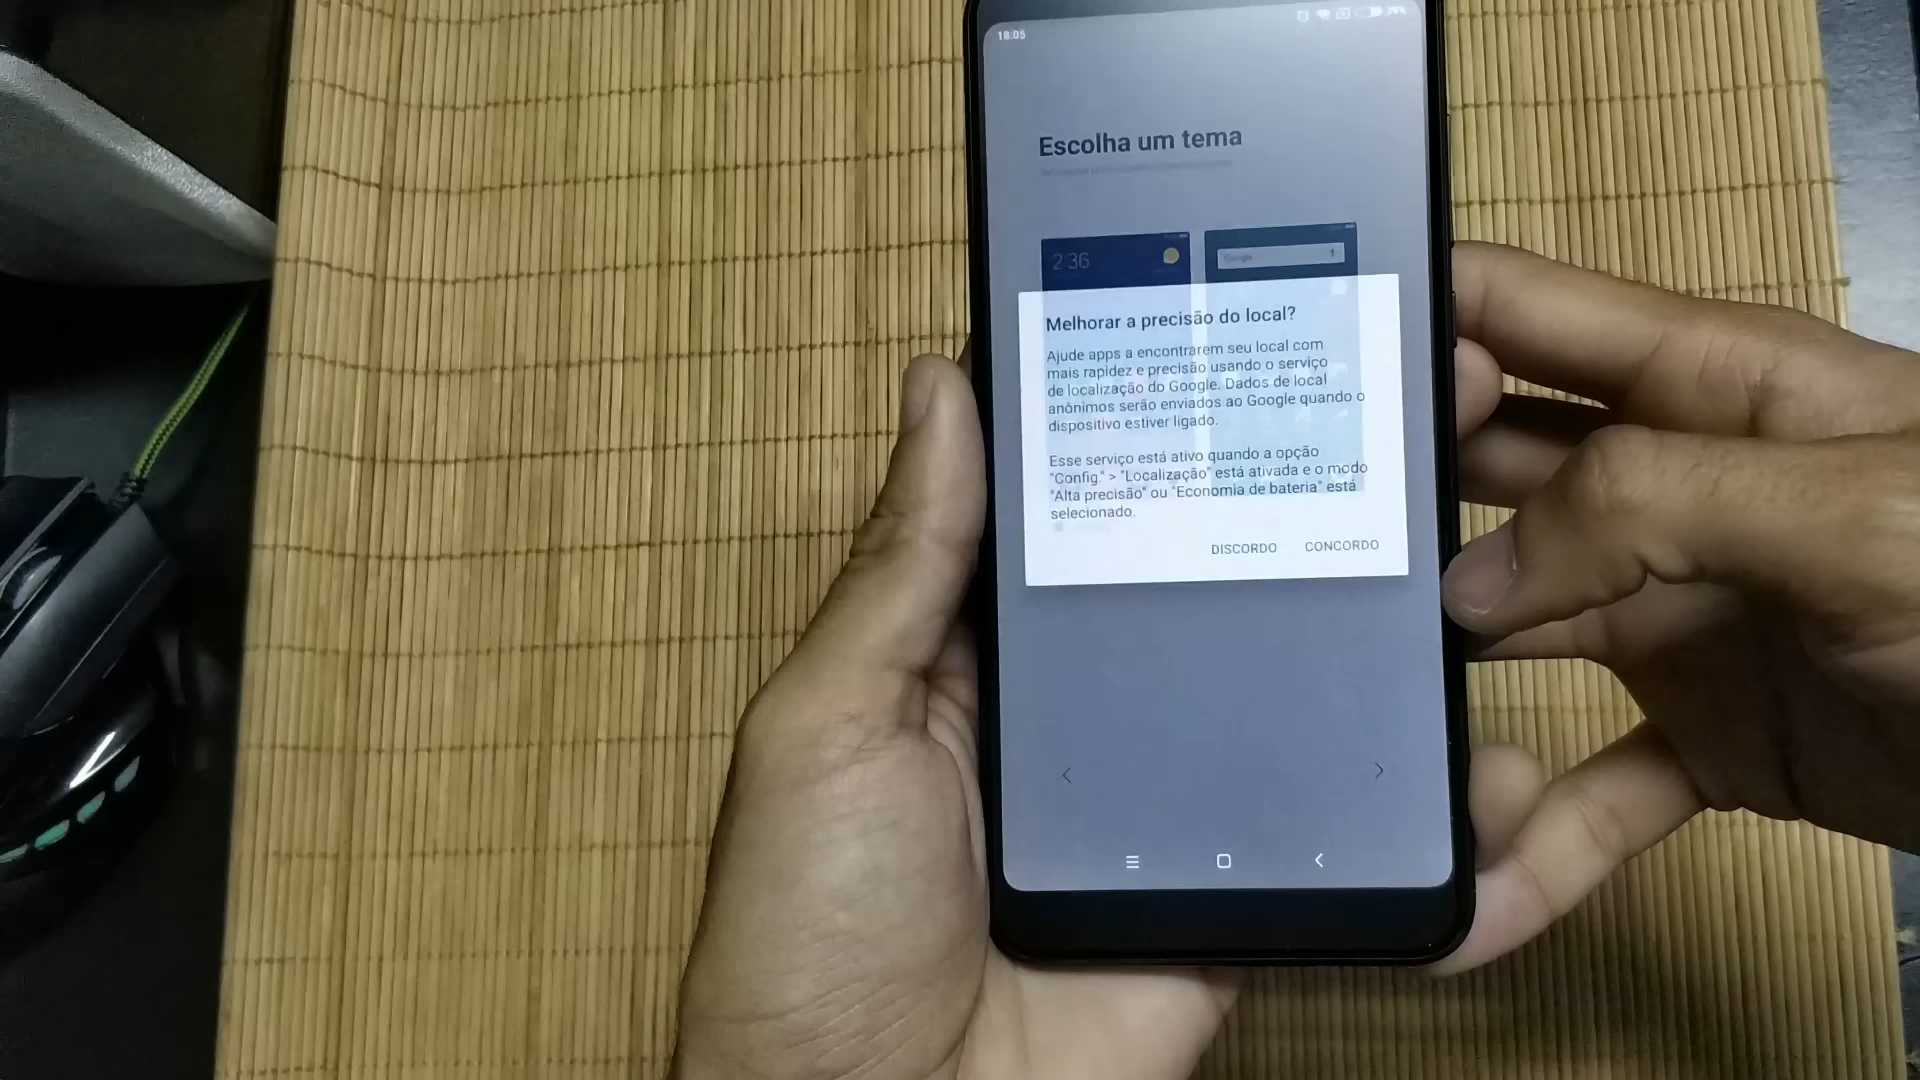 18:05
Escolha um tema
2:36
Google
Melhorar a precisão do local?
Ajude apps a encontrarem seu local com
mais rapidez e precisão usando o serviço
de localização do Google. Dados de local
anônimos serão enviados ao Google quando o
dispositivo estiver ligado.
Esse serviço está ativo quando a opção
"Config." > "Localização" está ativada e o modo
"Alta precisão" ou "Economia de bateria" está
selecionado.
DISCORDO CONCORDO